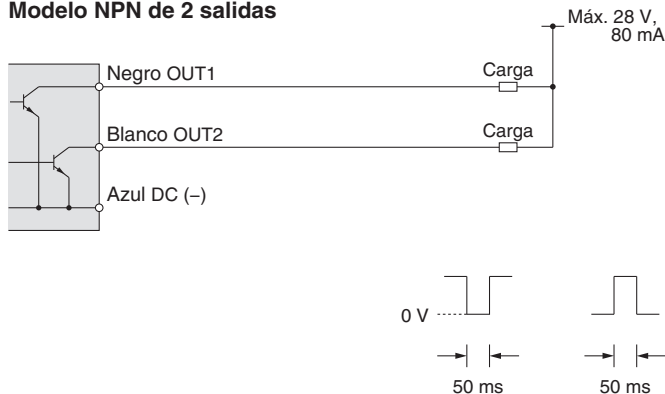 Modelo NPN de 2 salidas
Máx. 28 V,
80 mA
Negro OUT1
Carga
Blanco OUT2
Carga
Azul DC (−)
0 V
50 ms
50 ms